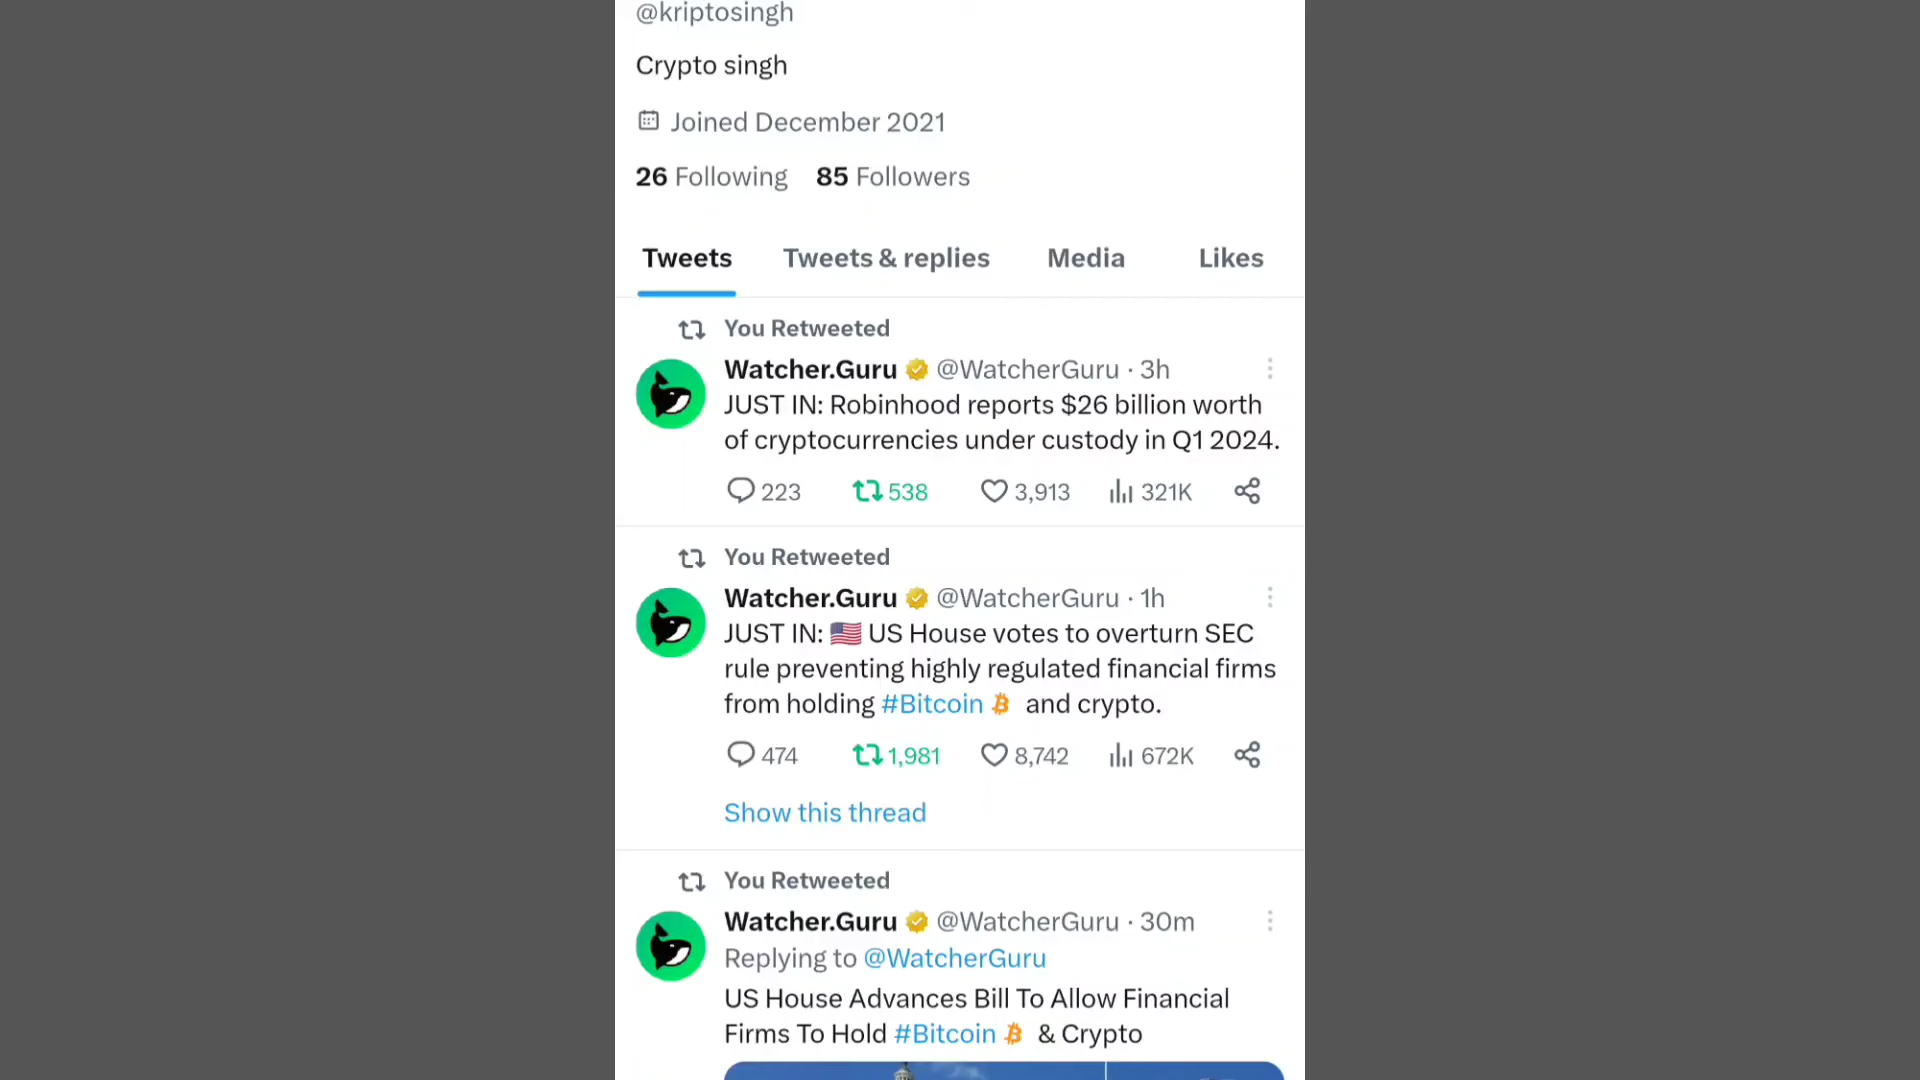 @kriptosingh
Crypto singh
Joined December 2021
26 Following 85 Followers
Tweets Tweets & replies Media Likes
You Retweeted
Watcher.Guru @WatcherGuru · 3h
JUST IN: Robinhood reports $26 billion worth
of cryptocurrencies under custody in Q1 2024.
223 538 3,913 321K
You Retweeted
Watcher.Guru @WatcherGuru · 1h
JUST IN: 🇺🇸 US House votes to overturn SEC
rule preventing highly regulated financial firms
from holding #Bitcoin and crypto.
474 1,981 8,742 672K
Show this thread
You Retweeted
Watcher.Guru @WatcherGuru · 30m
Replying to @WatcherGuru
US House Advances Bill To Allow Financial
Firms To Hold #Bitcoin & Crypto